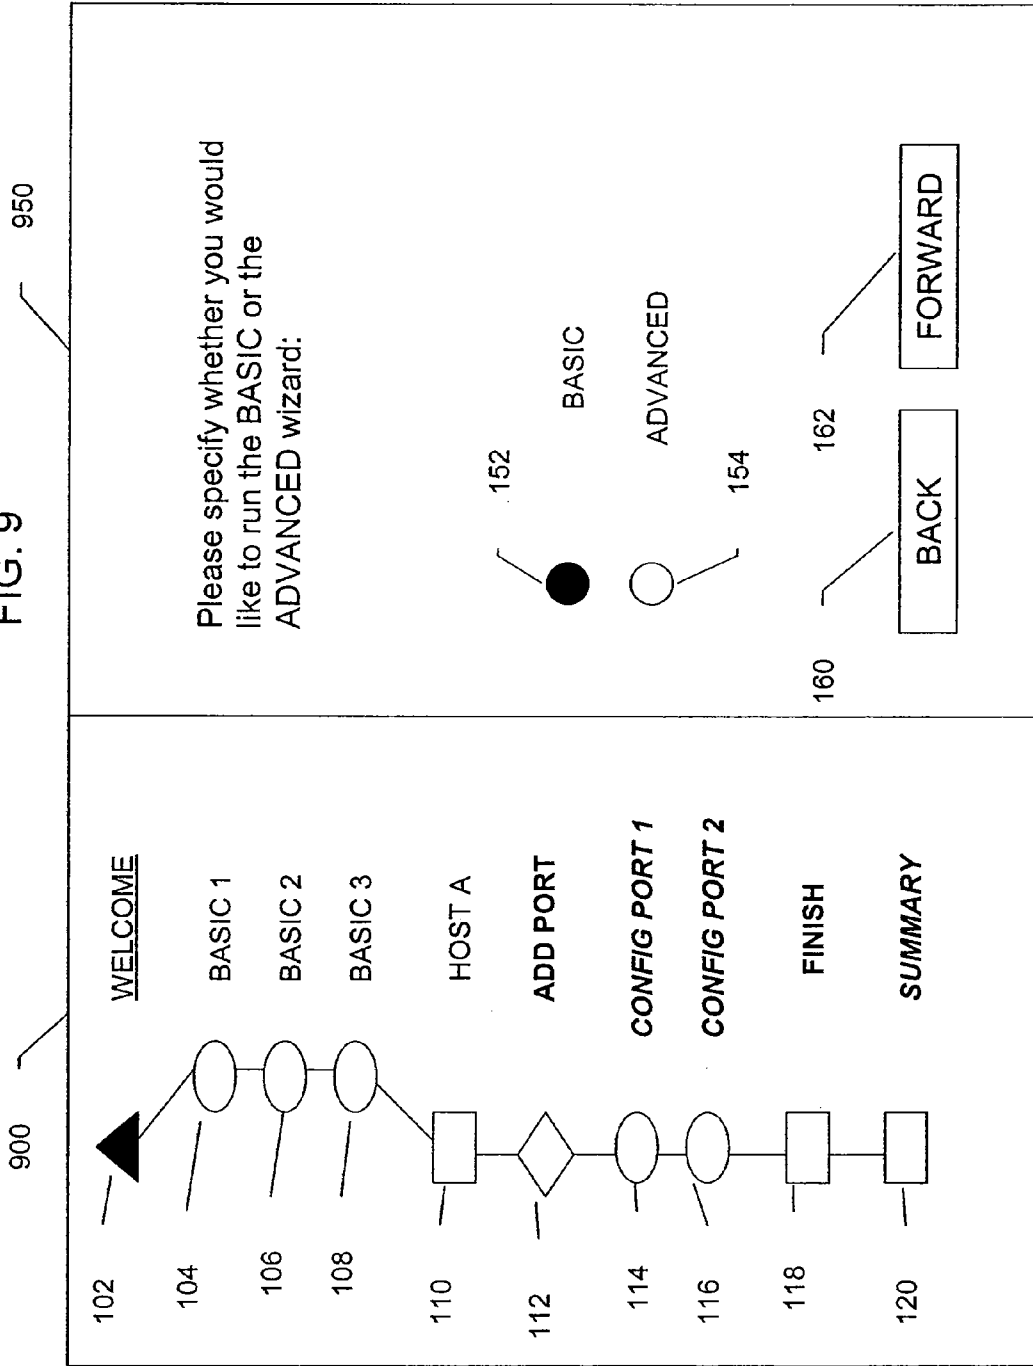 FIG. 9
900
950
102
WELCOME
104
BASIC 1
106
BASIC 2
108
BASIC 3
110
HOST A
112
ADD PORT
114
CONFIG PORT 1
116
CONFIG PORT 2
118
FINISH
120
SUMMARY
Please specify whether you would
like to run the BASIC or the
ADVANCED wizard:
152
BASIC
ADVANCED
154
160
162
BACK
FORWARD